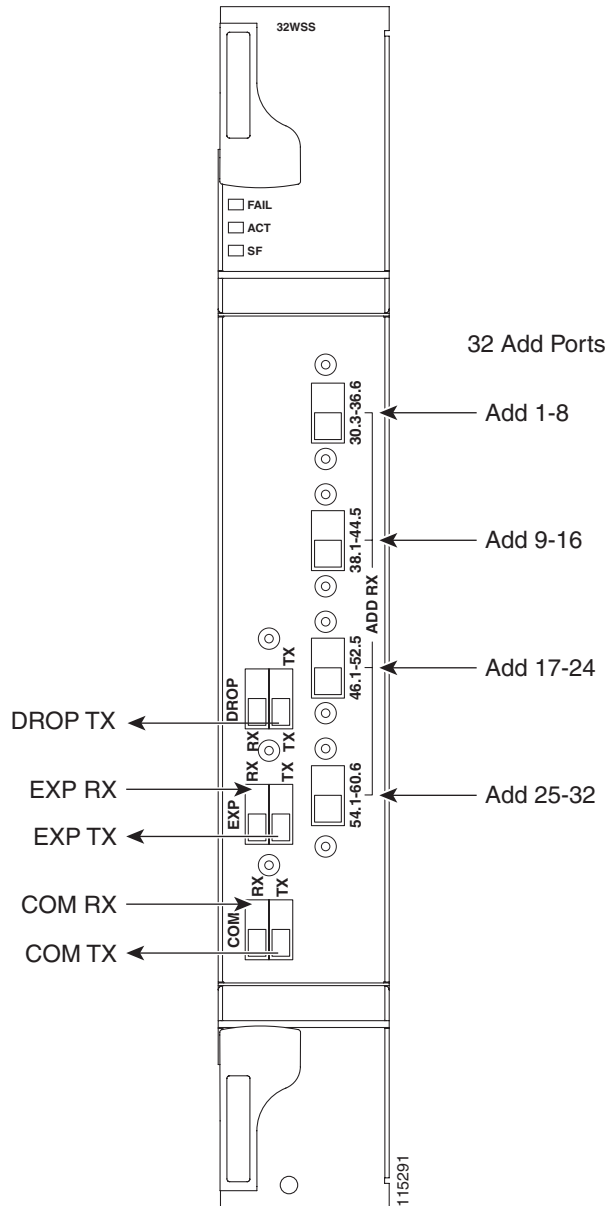 32WSS
FAIL
ACT
SF
32 Add Ports
30.3-36.6
Add 1-8
38.1-44.5
Add 9-16
ADD RX
46.1-52.5
Add 17-24
54.1-60.6
Add 25-32
TX
DROP
RX
TX
DROP TX
RX
TX
EXP
EXP RX
EXP TX
RX
TX
COM
COM RX
COM TX
115291